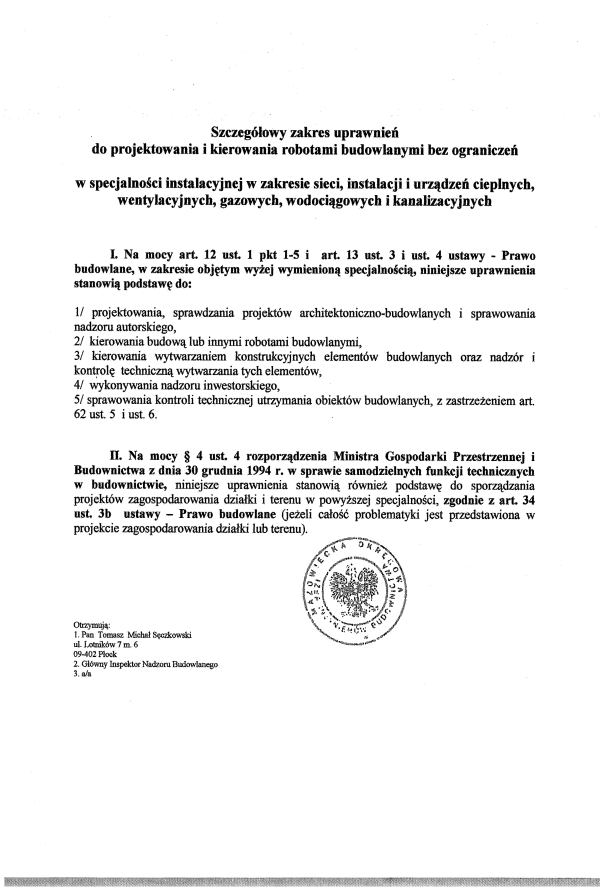 Szczegółowy zakres uprawnień
do projektowania i kierowania robotami budowlanymi bez ograniczeń
w specjalności instalacyjnej w zakresie sieci, instalacji i urządzeń cieplnych,
wentylacyjnych, gazowych, wodociągowych i kanalizacyjnych
I. Na mocy art. 12 ust. 1 pkt 1-5 i art. 13 ust. 3 i ust. 4 ustawy - Prawo
budowlane, w zakresie objętym wyżej wymienioną specjalnością, niniejsze uprawnienia
stanowią podstawę do:
1/ projektowania, sprawdzania projektów architektoniczno-budowlanych i sprawowania
nadzoru autorskiego,
2/ kierowania budową lub innymi robotami budowlanymi,
3/ kierowania wytwarzaniem konstrukcyjnych elementów budowlanych oraz nadzór i
kontrolę techniczną wytwarzania tych elementów,
4/ wykonywania nadzoru inwestorskiego,
5/ sprawowania kontroli technicznej utrzymania obiektów budowlanych, z zastrzeżeniem art.
62 ust. 5 i ust. 6.
II. Na mocy § 4 ust. 4 rozporządzenia Ministra Gospodarki Przestrzennej i
Budownictwa z dnia 30 grudnia 1994 r. w sprawie samodzielnych funkcji technicznych
w budownictwie, niniejsze uprawnienia stanowią również podstawę do sporządzania
projektów zagospodarowania działki i terenu w powyższej specjalności, zgodnie z art. 34
ust. 3b ustawy – Prawo budowlane (jeżeli całość problematyki jest przedstawiona w
projekcie zagospodarowania działki lub terenu).
MAZOWIECKA OKRĘGOWA
IZBA INŻYNIERÓW BUDOWNICTWA
Otrzymują:
1. Pan Tomasz Michał Sęczkowski
ul. Lotników 7 m. 6
09-402 Płock
2. Główny Inspektor Nadzoru Budowlanego
3. a/a